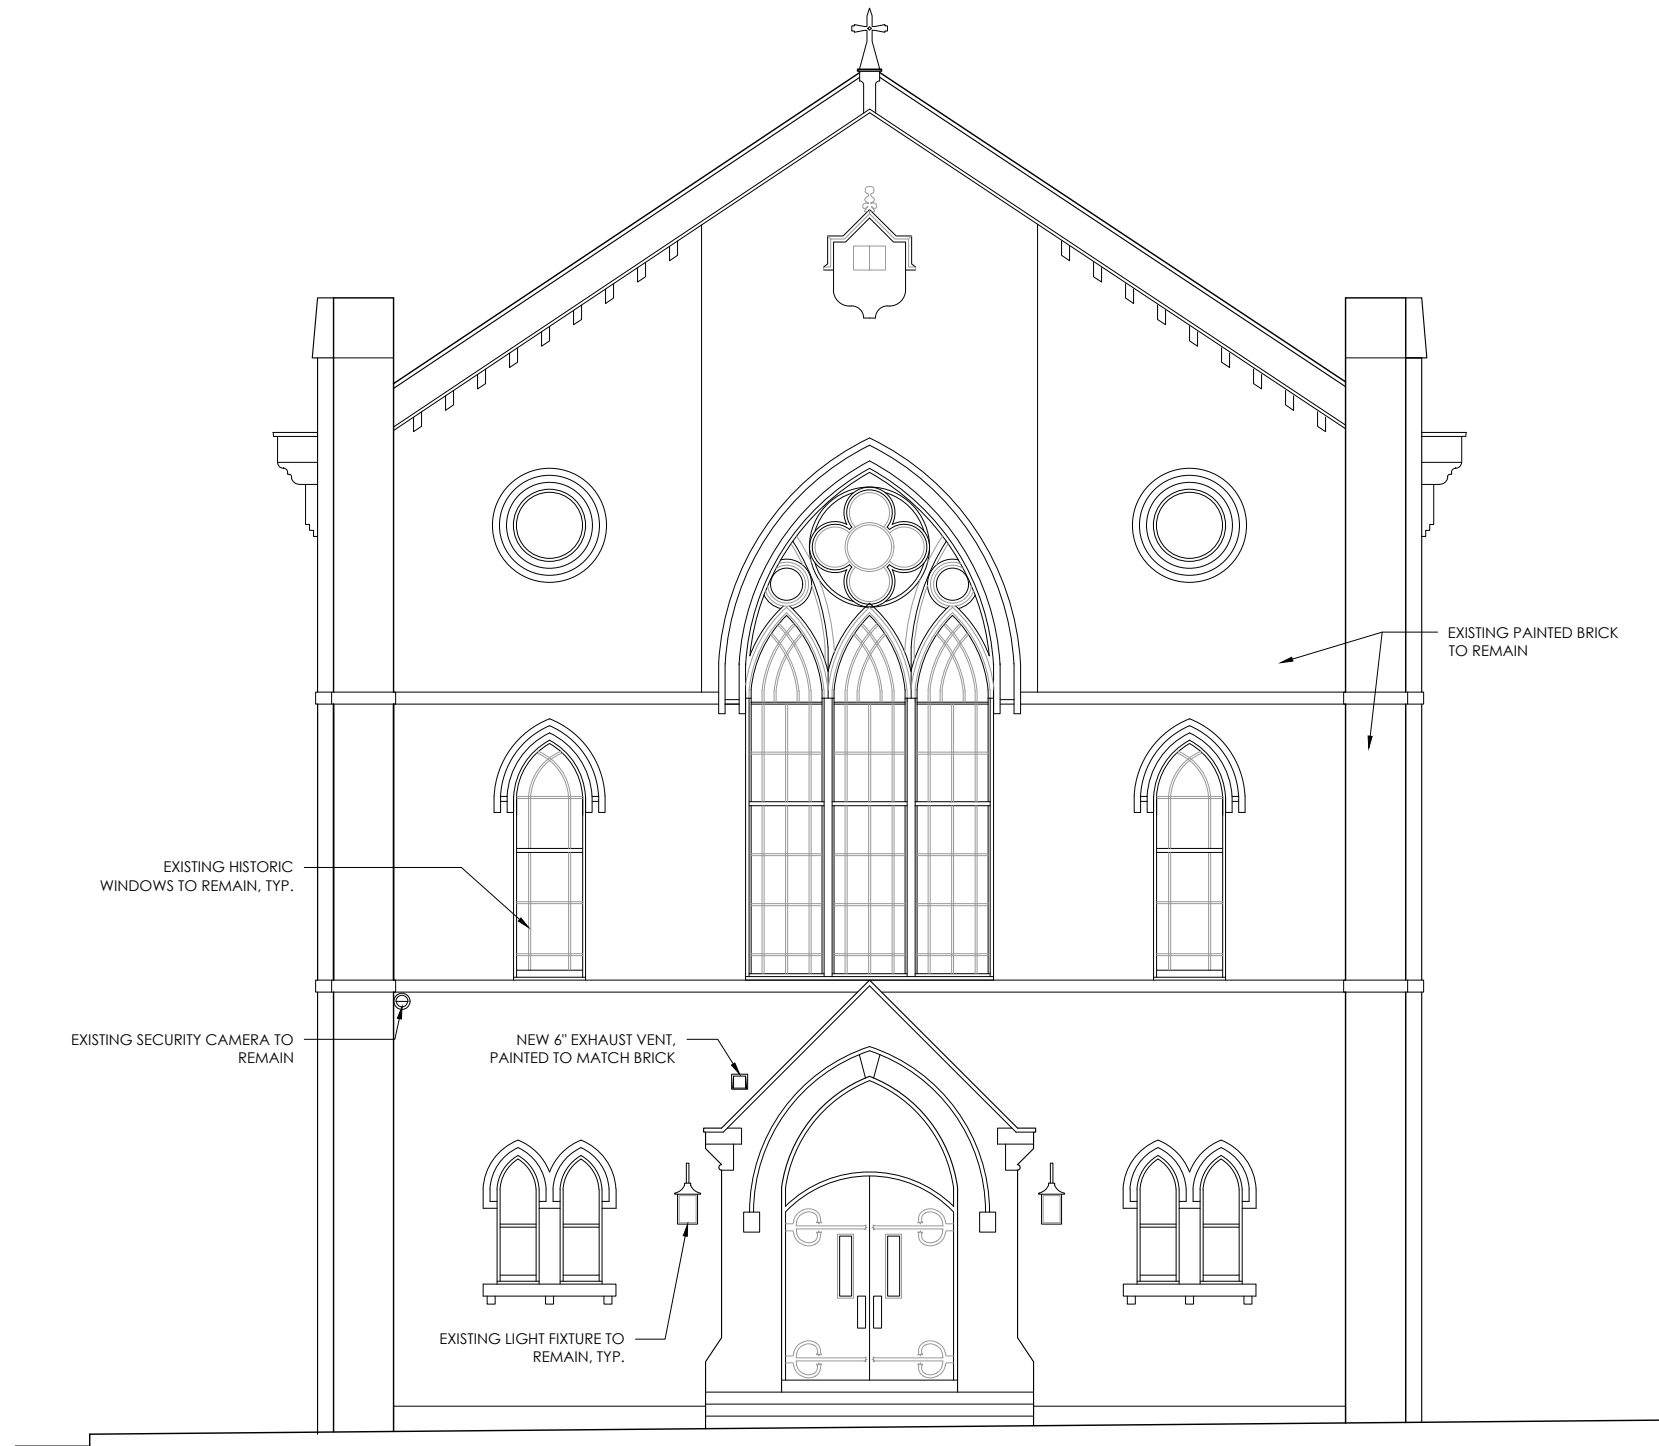 EXISTING PAINTED BRICK
TO REMAIN
EXISTING HISTORIC
WINDOWS TO REMAIN, TYP.
EXISTING SECURITY CAMERA TO
REMAIN
NEW 6" EXHAUST VENT,
PAINTED TO MATCH BRICK
EXISTING LIGHT FIXTURE TO
REMAIN, TYP.